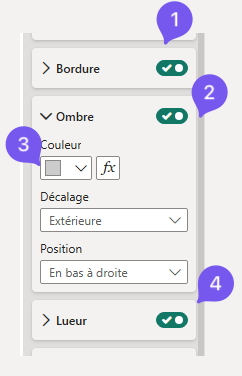 1
Bordure
2
Ombre
3
Couleur
fx
Décalage
Extérieure
Position
En bas à droite
4
Lueur